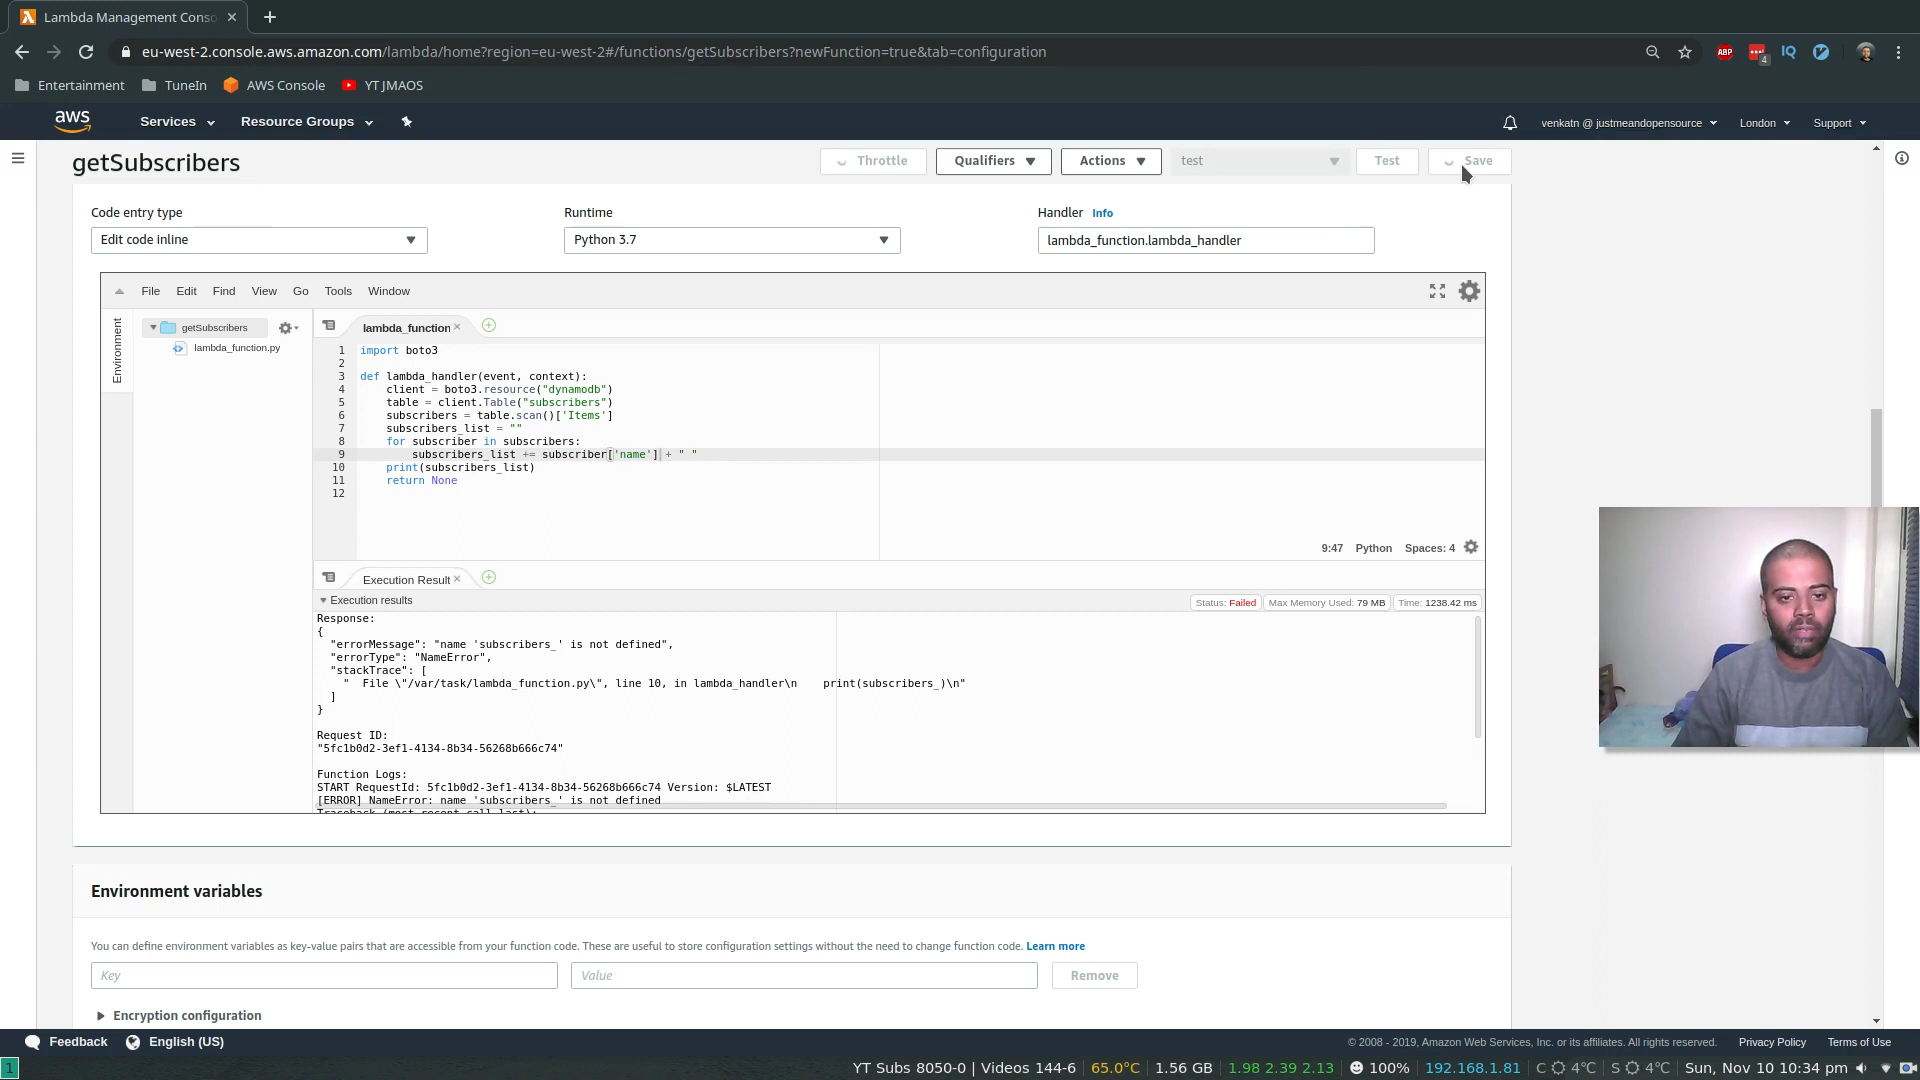 Lambda Management Conso
eu-west-2.console.aws.amazon.com/lambda/home?region=eu-west-2#/functions/getSubscribers?newFunction=true&tab=configuration
ABP
4
IQ
Entertainment
TuneIn
AWS Console
YT JMAOS
aws
Services
Resource Groups
venkatn @ justmeandopensource
London
Support
getSubscribers
Throttle
Qualifiers
Actions
test
Test
Save
Code entry type
Runtime
Handler Info
Edit code inline
Python 3.7
lambda_function.lambda_handler
File Edit Find View Go Tools Window
Environment
getSubscribers
lambda_function.py
lambda_function
1 import boto3
2
3 def lambda_handler(event, context):
4 client = boto3.resource("dynamodb")
5 table = client.Table("subscribers")
6 subscribers = table.scan()['Items']
7 subscribers_list = ""
8 for subscriber in subscribers:
9 subscribers_list += subscriber['name'] + " "
10 print(subscribers_list)
11 return None
12
9:47 Python Spaces: 4
Execution Result
Execution results
Status: Failed
Max Memory Used: 79 MB
Time: 1238.42 ms
Response:
{
"errorMessage": "name 'subscribers_' is not defined",
"errorType": "NameError",
"stackTrace": [
" File \"/var/task/lambda_function.py\", line 10, in lambda_handler\n print(subscribers_)\n"
]
}
Request ID:
"5fc1b0d2-3ef1-4134-8b34-56268b666c74"
Function Logs:
START RequestId: 5fc1b0d2-3ef1-4134-8b34-56268b666c74 Version: $LATEST
[ERROR] NameError: name 'subscribers_' is not defined
Traceback (most recent call last):
Environment variables
You can define environment variables as key-value pairs that are accessible from your function code. These are useful to store configuration settings without the need to change function code. Learn more
Key
Value
Remove
Encryption configuration
Feedback
English (US)
© 2008 - 2019, Amazon Web Services, Inc. or its affiliates. All rights reserved.
Privacy Policy
Terms of Use
1
YT Subs 8050-0 | Videos 144-6
65.0°C
1.56 GB
1.98 2.39 2.13
100%
192.168.1.81
C 4°C S 4°C
Sun, Nov 10 10:34 pm